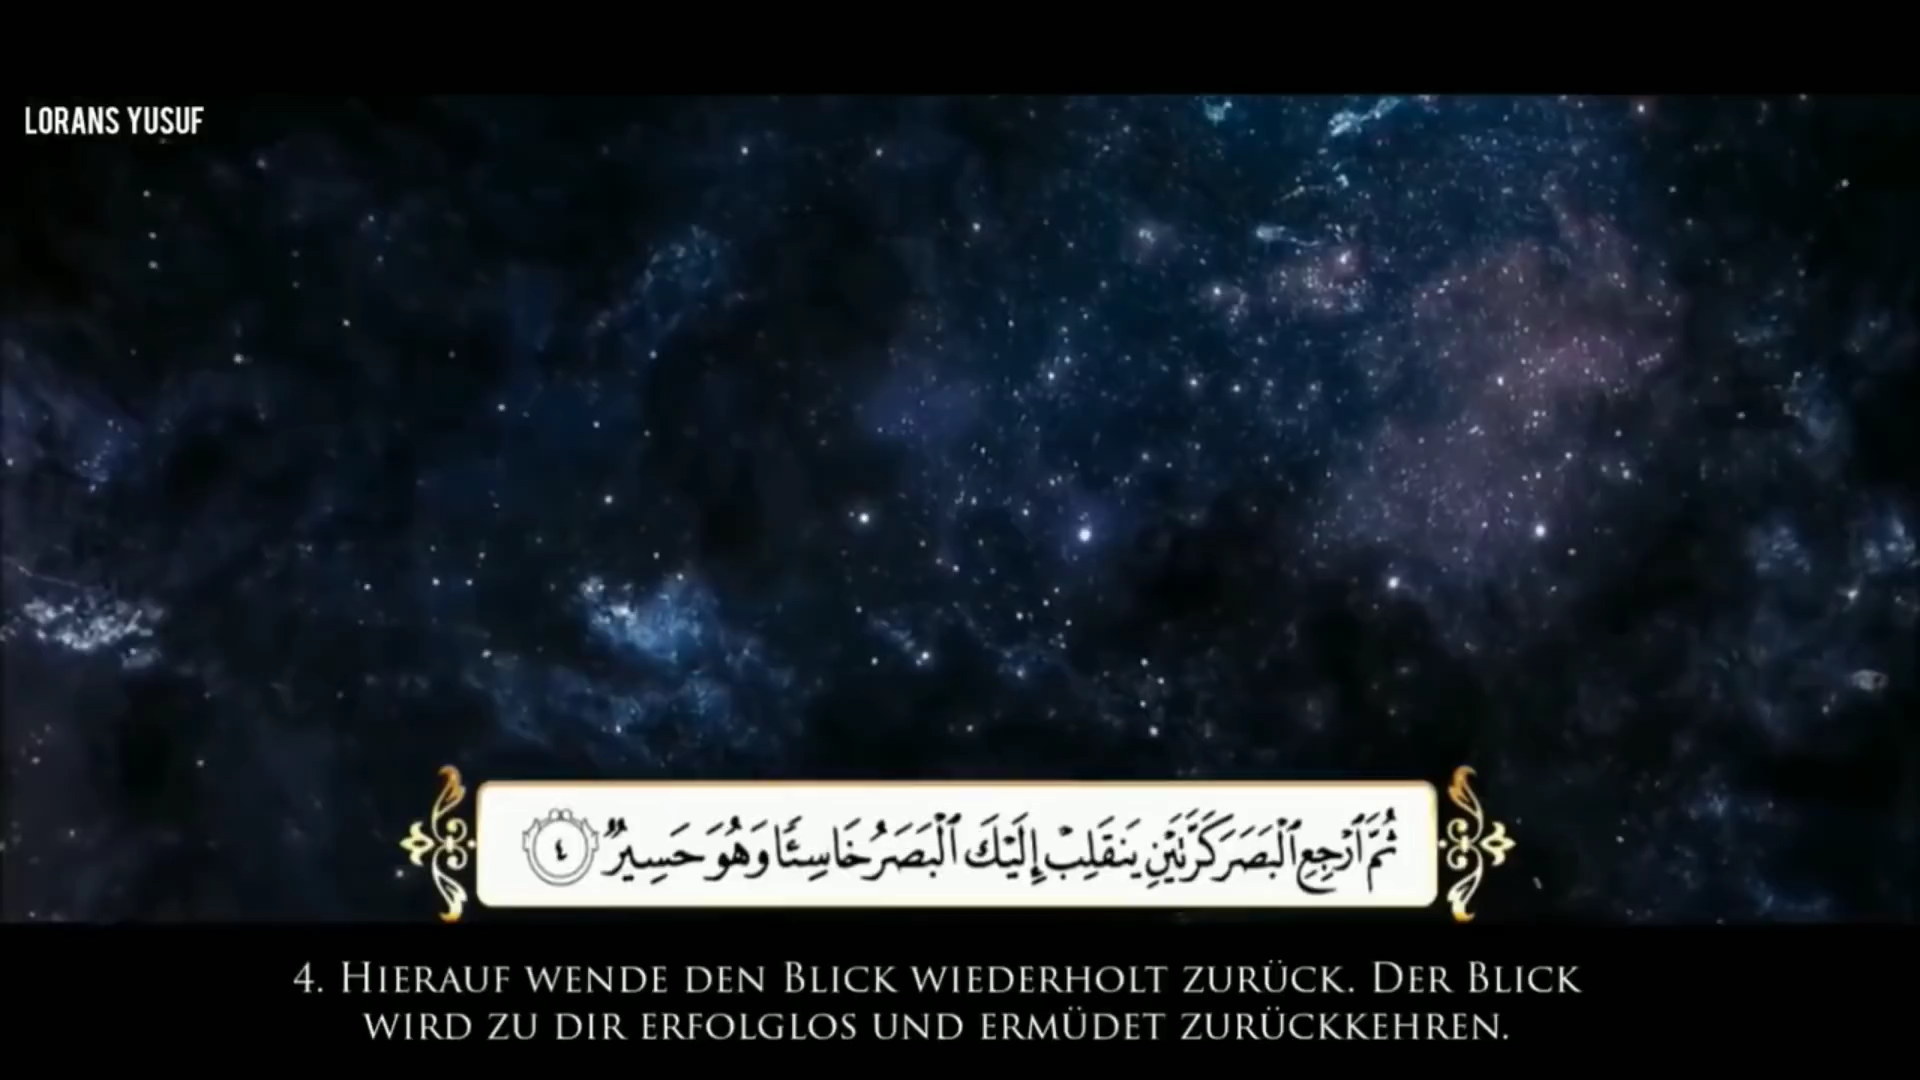 LORANS YUSUF
ثُمَّ ٱرْجِعِ ٱلْبَصَرَ كَرَّتَيْنِ يَنقَلِبْ إِلَيْكَ ٱلْبَصَرُ خَاسِئًا وَهُوَ حَسِيرٌ ٤
4. HIERAUF WENDE DEN BLICK WIEDERHOLT ZURÜCK. DER BLICK
WIRD ZU DIR ERFOLGLOS UND ERMÜDET ZURÜCKKEHREN.